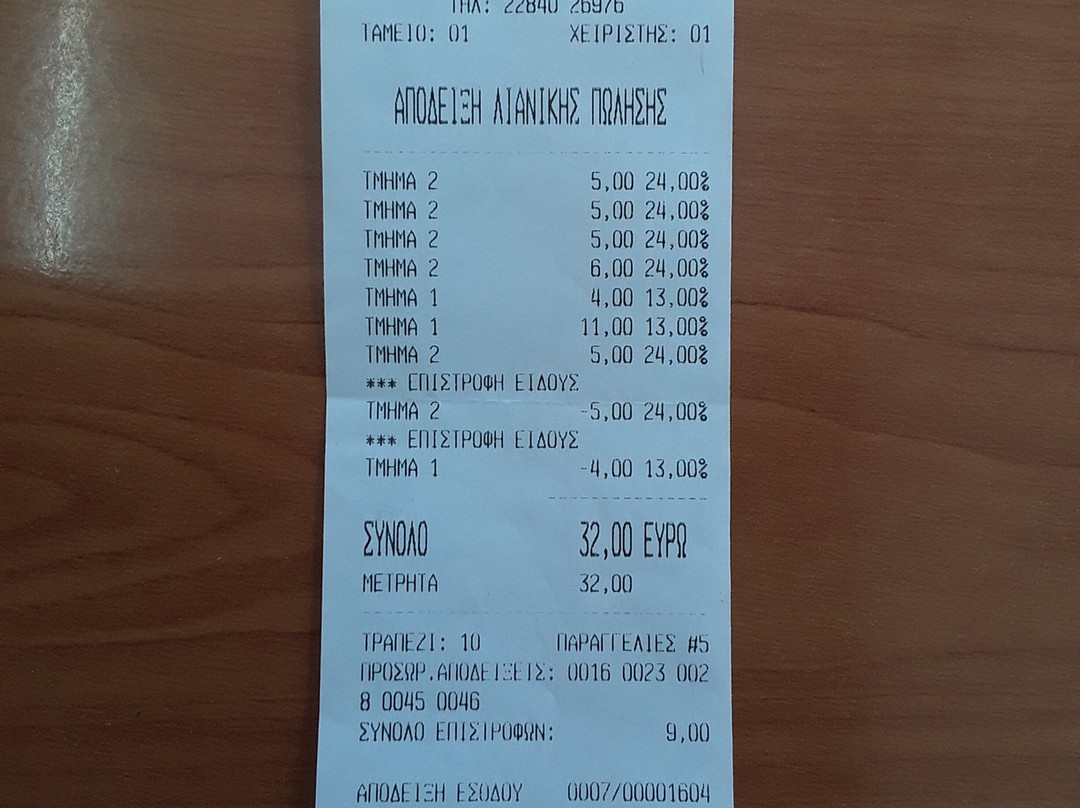 ΤΗΛ: 22840 26976
ΤΑΜΕΙΟ: 01 ΧΕΙΡΙΣΤΗΣ: 01
ΑΠΟΔΕΙΞΗ ΛΙΑΝΙΚΗΣ ΠΩΛΗΣΗΣ
ΤΜΗΜΑ 2 5,00 24,00%
ΤΜΗΜΑ 2 5,00 24,00%
ΤΜΗΜΑ 2 5,00 24,00%
ΤΜΗΜΑ 2 6,00 24,00%
ΤΜΗΜΑ 1 4,00 13,00%
ΤΜΗΜΑ 1 11,00 13,00%
ΤΜΗΜΑ 2 5,00 24,00%
*** ΕΠΙΣΤΡΟΦΗ ΕΙΔΟΥΣ
ΤΜΗΜΑ 2 -5,00 24,00%
*** ΕΠΙΣΤΡΟΦΗ ΕΙΔΟΥΣ
ΤΜΗΜΑ 1 -4,00 13,00%
ΣΥΝΟΛΟ 32,00 ΕΥΡΩ
ΜΕΤΡΗΤΑ 32,00
ΤΡΑΠΕΖΙ: 10 ΠΑΡΑΓΓΕΛΙΕΣ #5
ΠΡΟΣΩΡ.ΑΠΟΔΕΙΞΕΙΣ: 0016 0023 002
8 0045 0046
ΣΥΝΟΛΟ ΕΠΙΣΤΡΟΦΩΝ: 9,00
ΑΠΟΔΕΙΞΗ ΕΣΟΔΟΥ 0007/00001604